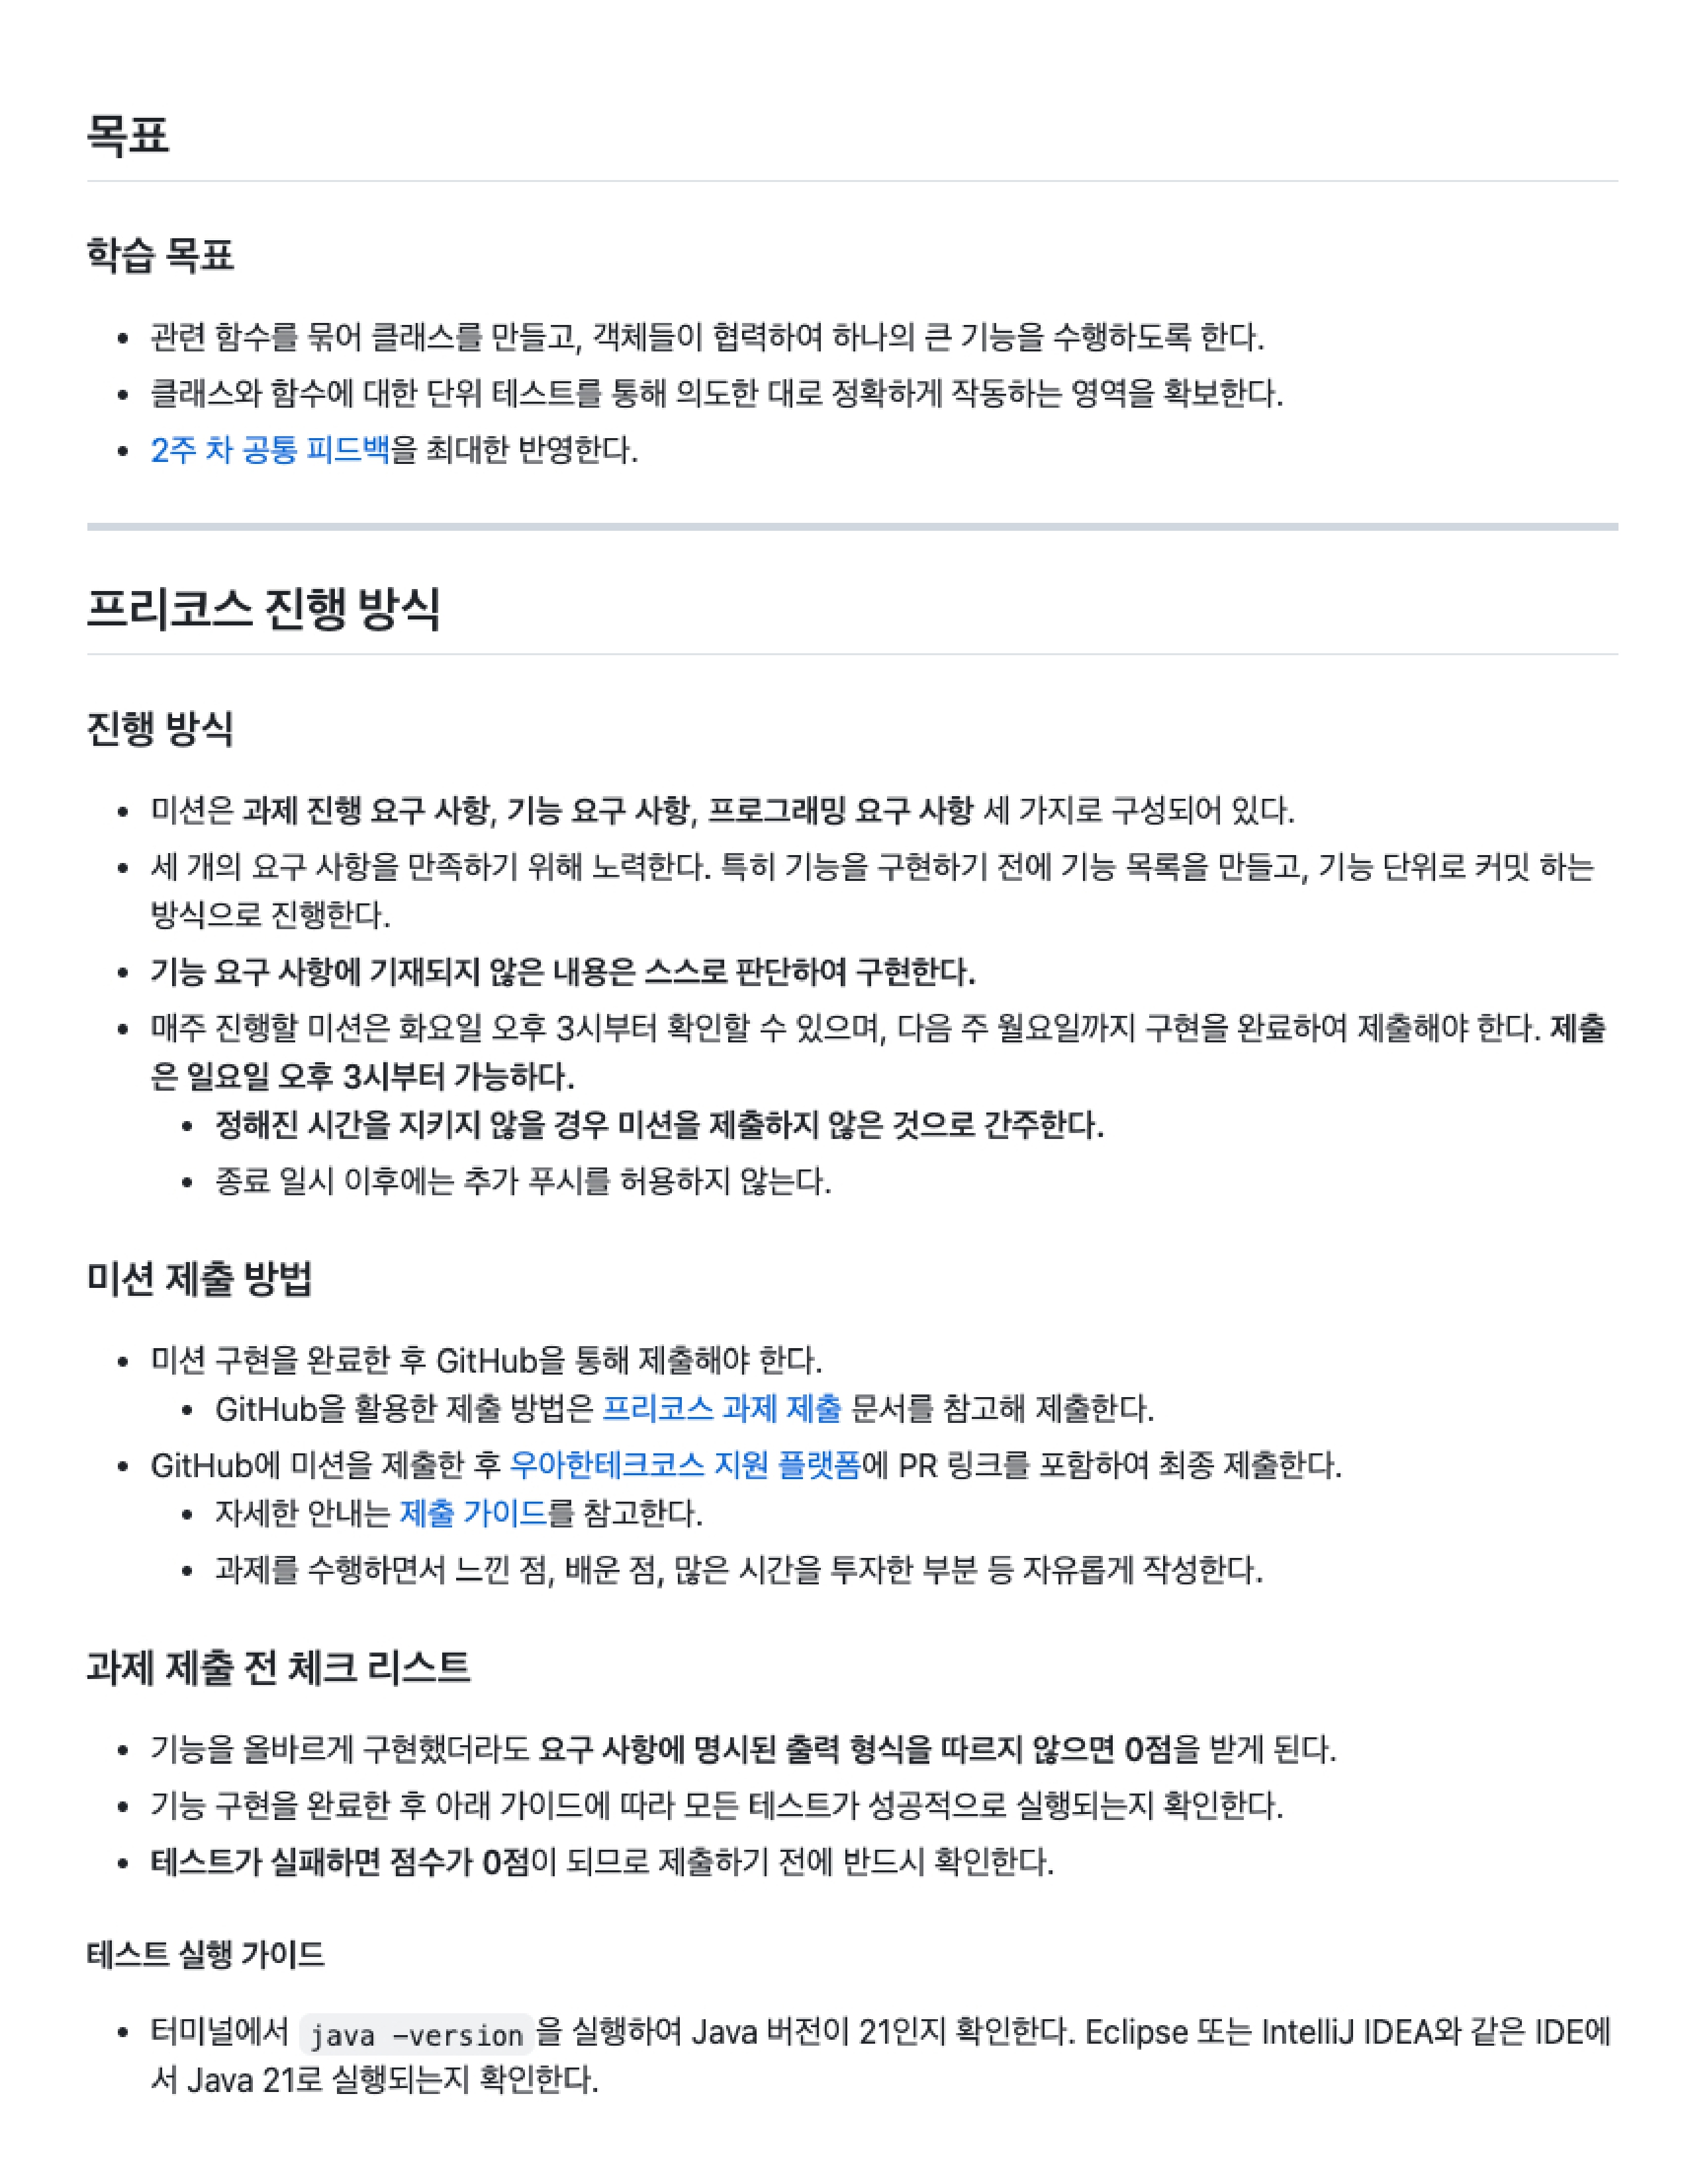 목표
학습 목표
관련 함수를 묶어 클래스를 만들고, 객체들이 협력하여 하나의 큰 기능을 수행하도록 한다.
클래스와 함수에 대한 단위 테스트를 통해 의도한 대로 정확하게 작동하는 영역을 확보한다.
2주 차 공통 피드백을 최대한 반영한다.
프리코스 진행 방식
진행 방식
미션은 과제 진행 요구 사항, 기능 요구 사항, 프로그래밍 요구 사항 세 가지로 구성되어 있다.
세 개의 요구 사항을 만족하기 위해 노력한다. 특히 기능을 구현하기 전에 기능 목록을 만들고, 기능 단위로 커밋 하는
방식으로 진행한다.
기능 요구 사항에 기재되지 않은 내용은 스스로 판단하여 구현한다.
매주 진행할 미션은 화요일 오후 3시부터 확인할 수 있으며, 다음 주 월요일까지 구현을 완료하여 제출해야 한다. 제출
은 일요일 오후 3시부터 가능하다.
정해진 시간을 지키지 않을 경우 미션을 제출하지 않은 것으로 간주한다.
종료 일시 이후에는 추가 푸시를 허용하지 않는다.
미션 제출 방법
미션 구현을 완료한 후 GitHub을 통해 제출해야 한다.
GitHub을 활용한 제출 방법은 프리코스 과제 제출 문서를 참고해 제출한다.
GitHub에 미션을 제출한 후 우아한테크코스 지원 플랫폼에 PR 링크를 포함하여 최종 제출한다.
자세한 안내는 제출 가이드를 참고한다.
과제를 수행하면서 느낀 점, 배운 점, 많은 시간을 투자한 부분 등 자유롭게 작성한다.
과제 제출 전 체크 리스트
기능을 올바르게 구현했더라도 요구 사항에 명시된 출력 형식을 따르지 않으면 0점을 받게 된다.
기능 구현을 완료한 후 아래 가이드에 따라 모든 테스트가 성공적으로 실행되는지 확인한다.
테스트가 실패하면 점수가 0점이 되므로 제출하기 전에 반드시 확인한다.
테스트 실행 가이드
터미널에서 java -version을 실행하여 Java 버전이 21인지 확인한다. Eclipse 또는 IntelliJ IDEA와 같은 IDE에
서 Java 21로 실행되는지 확인한다.